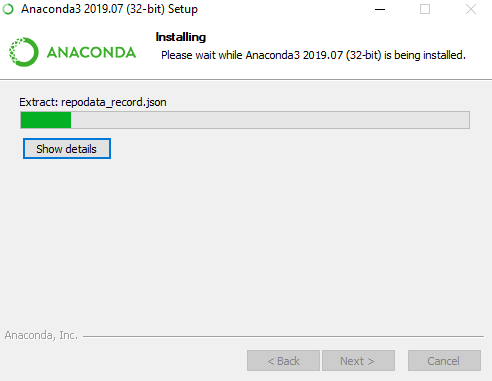 Anaconda3 2019.07 (32-bit) Setup
ANACONDA
Installing
Please wait while Anaconda3 2019.07 (32-bit) is being installed.
Extract: repodata_record.json
Show details
Anaconda, Inc.
< Back
Next >
Cancel